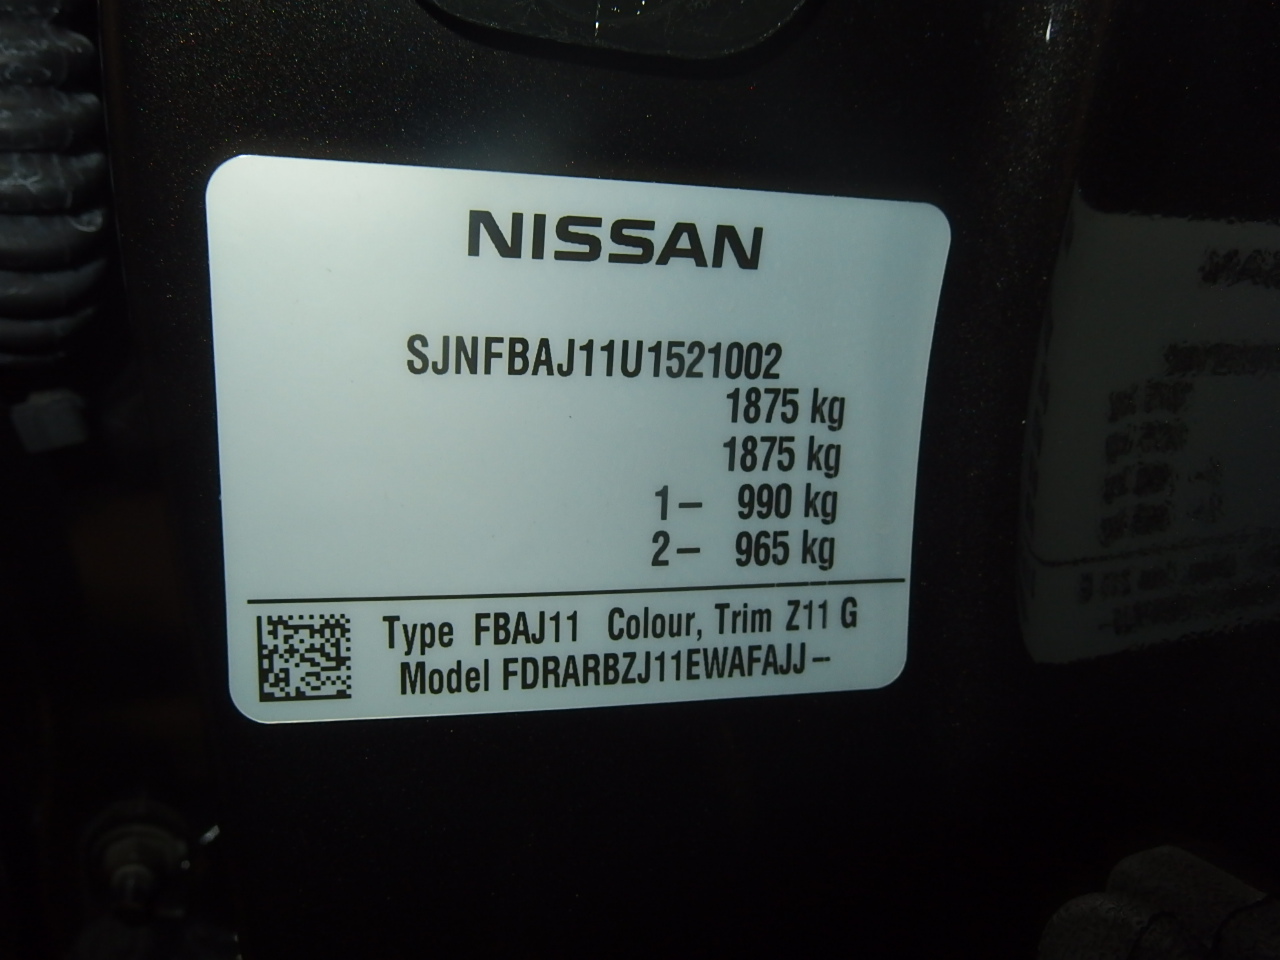 NISSAN
SJNFBAJ11U1521002
1875 kg
1875 kg
1– 990 kg
2– 965 kg
Type FBAJ11 Colour, Trim Z11 G
Model FDRARBZJ11EWAFAJJ–